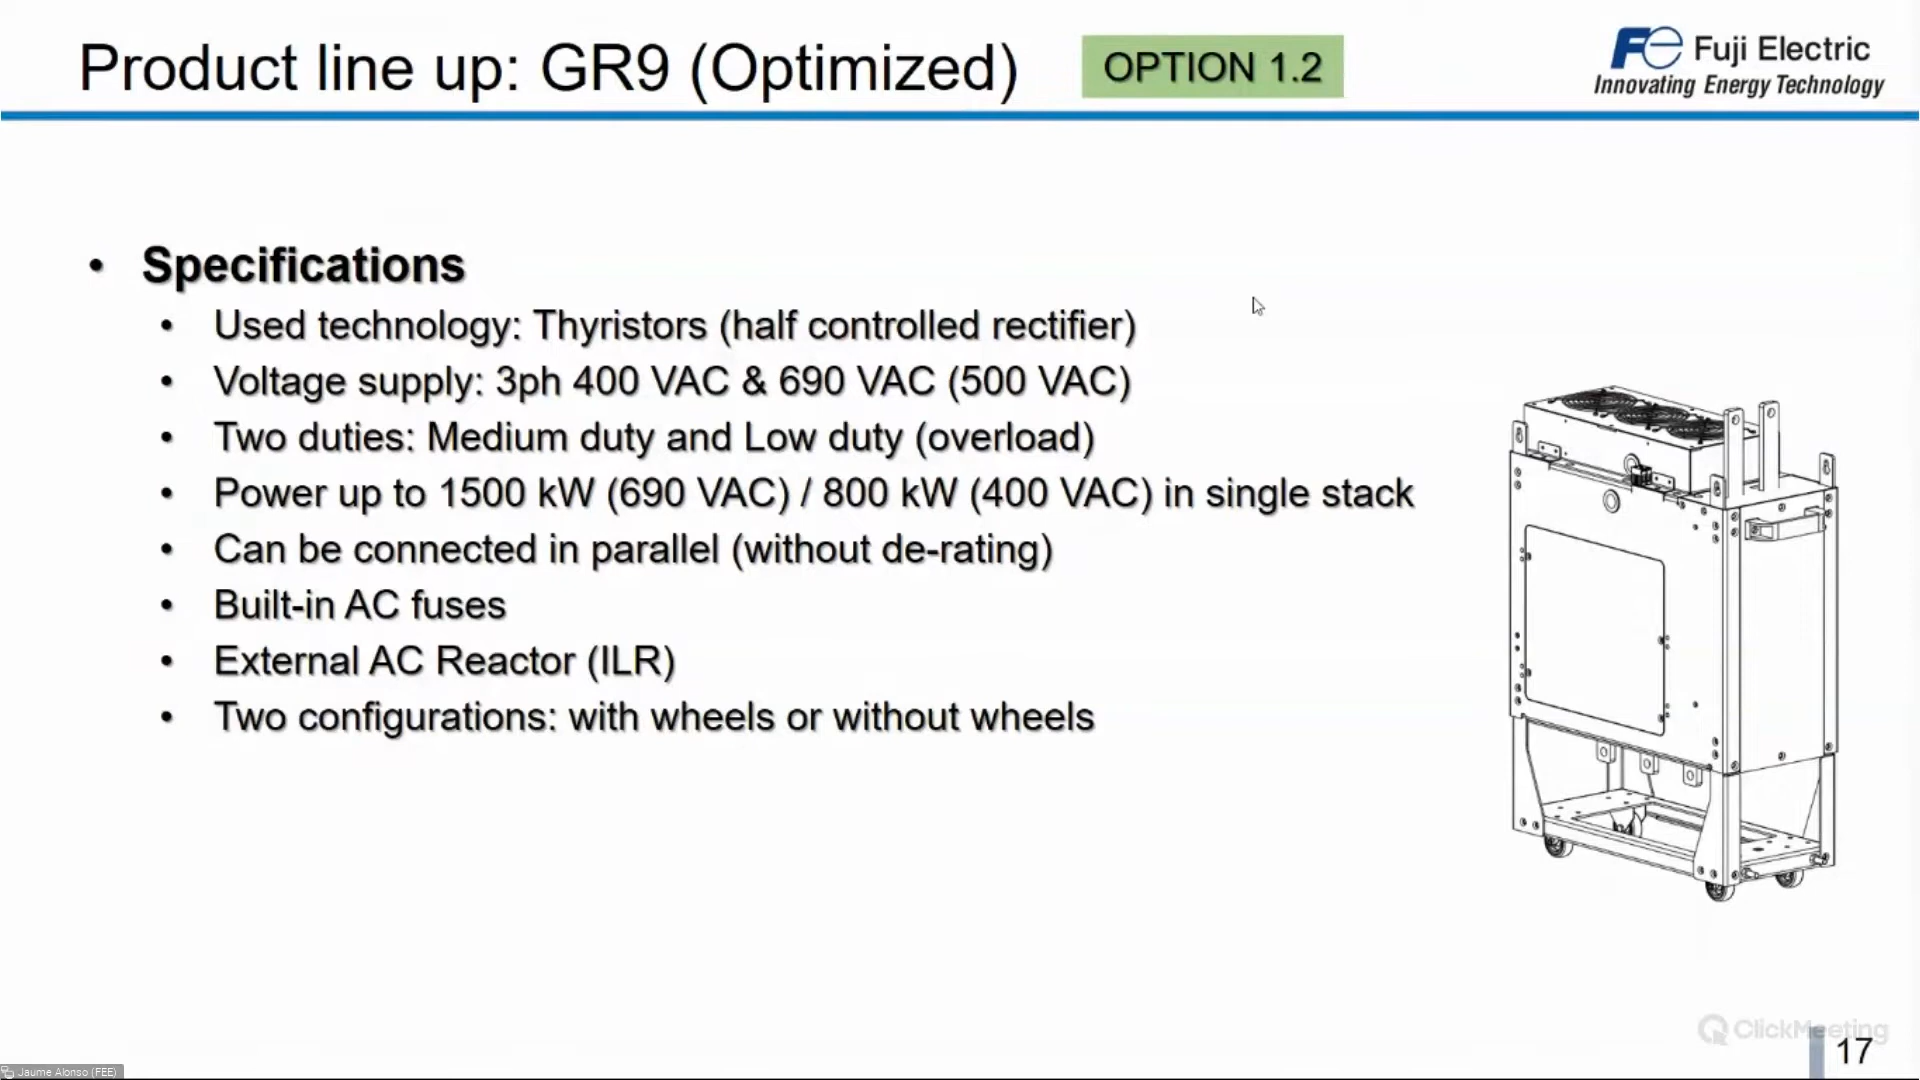 Product line up: GR9 (Optimized)
OPTION 1.2
Fe Fuji Electric
Innovating Energy Technology
• Specifications
• Used technology: Thyristors (half controlled rectifier)
• Voltage supply: 3ph 400 VAC & 690 VAC (500 VAC)
• Two duties: Medium duty and Low duty (overload)
• Power up to 1500 kW (690 VAC) / 800 kW (400 VAC) in single stack
• Can be connected in parallel (without de-rating)
• Built-in AC fuses
• External AC Reactor (ILR)
• Two configurations: with wheels or without wheels
ClickMeeting
17
Jaume Alonso (FEE)